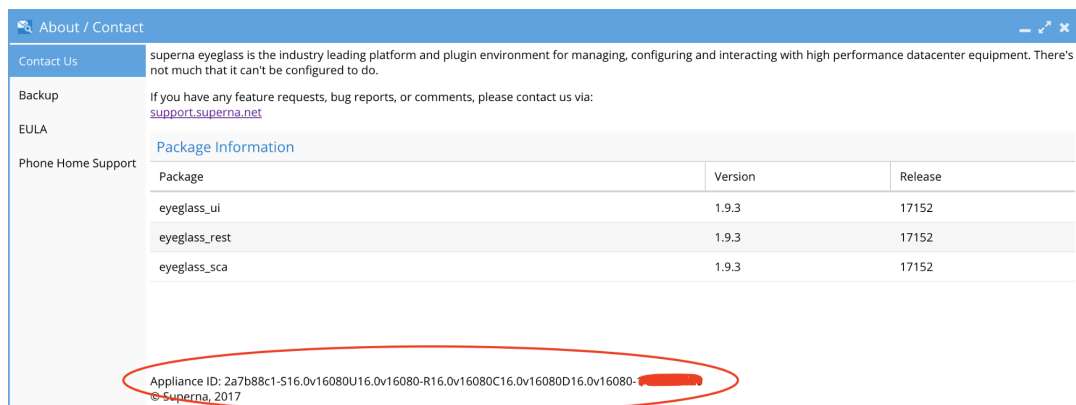 About / Contact
Contact Us
Backup
EULA
Phone Home Support
superna eyeglass is the industry leading platform and plugin environment for managing, configuring and interacting with high performance datacenter equipment. There's
not much that it can't be configured to do.
If you have any feature requests, bug reports, or comments, please contact us via:
support.superna.net
Package Information
Package Version Release
eyeglass_ui 1.9.3 17152
eyeglass_rest 1.9.3 17152
eyeglass_sca 1.9.3 17152
Appliance ID: 2a7b88c1-S16.0v16080U16.0v16080-R16.0v16080C16.0v16080D16.0v16080-
© Superna, 2017